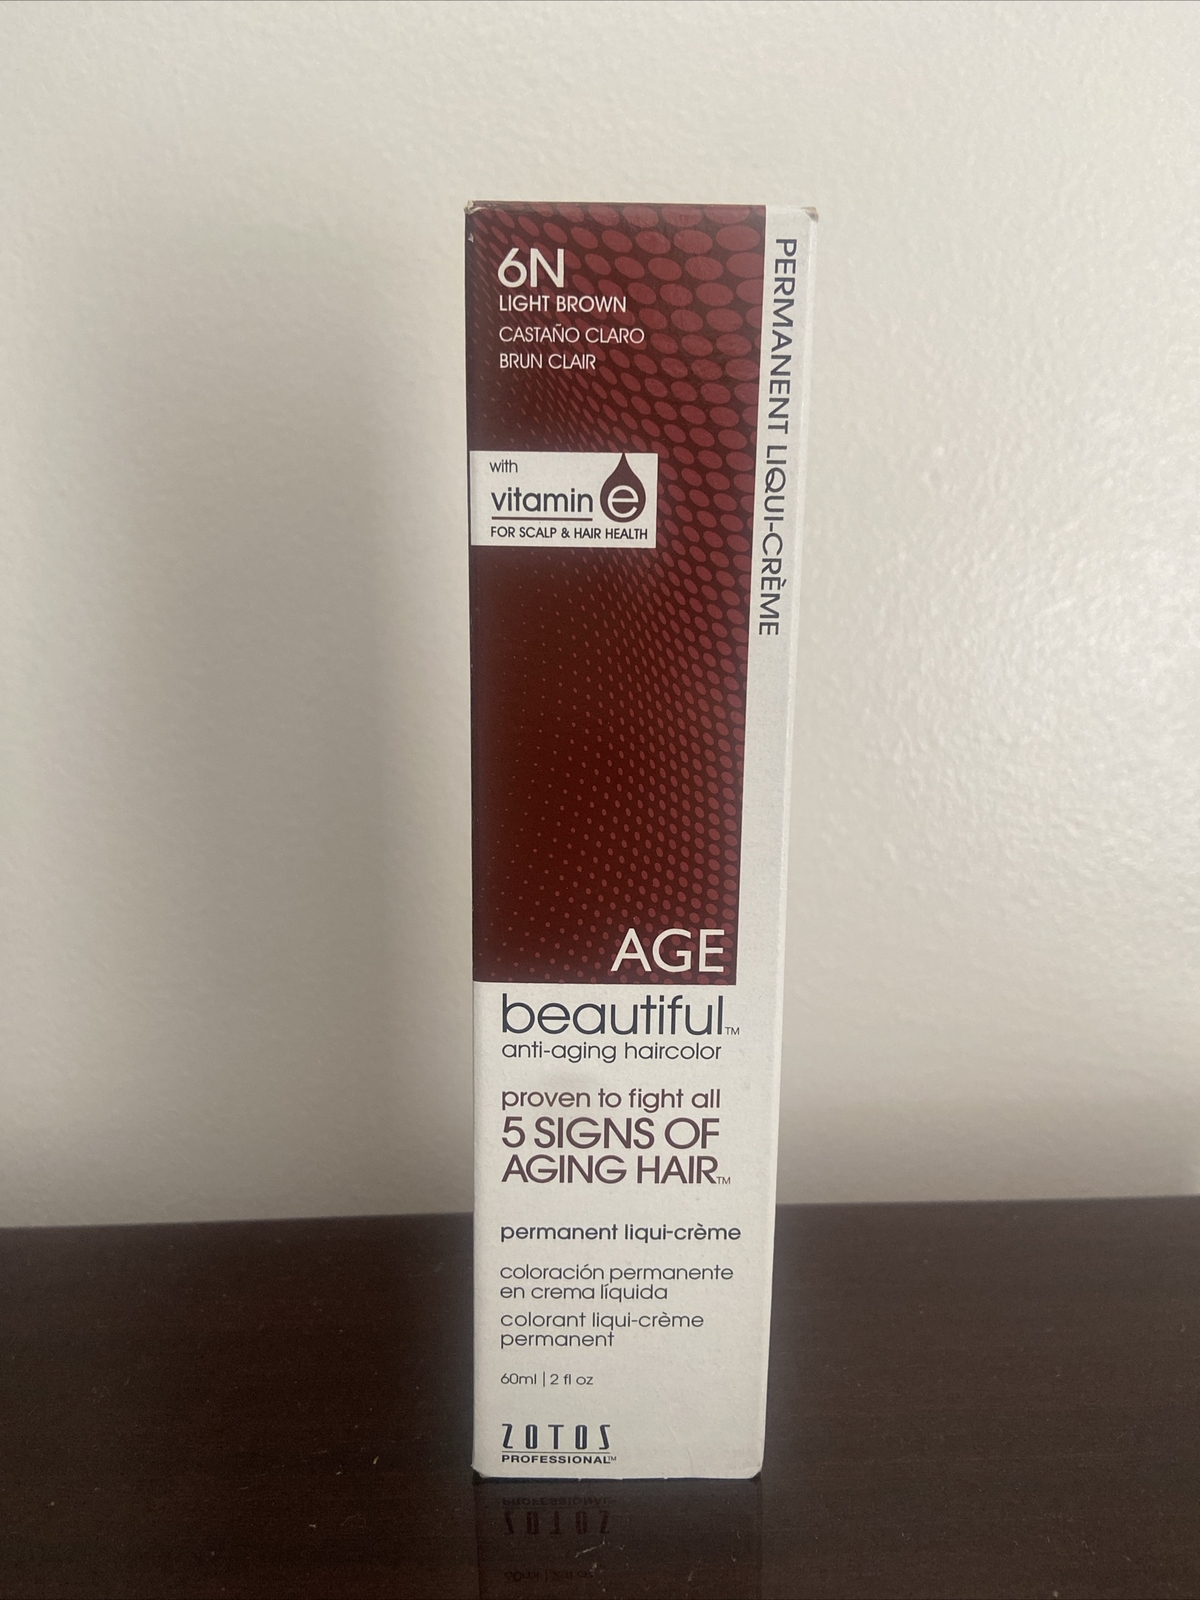 6N
LIGHT BROWN
CASTAÑO CLARO
BRUN CLAIR
with
vitamin e
FOR SCALP & HAIR HEALTH
AGE
beautiful™
anti-aging haircolor
proven to fight all
5 SIGNS OF
AGING HAIR™
permanent liqui-crème
coloración permanente
en crema líquida
colorant liqui-crème
permanent
60ml | 2 fl oz
ZOTOS
PROFESSIONAL™
PERMANENT LIQUI-CRÈME